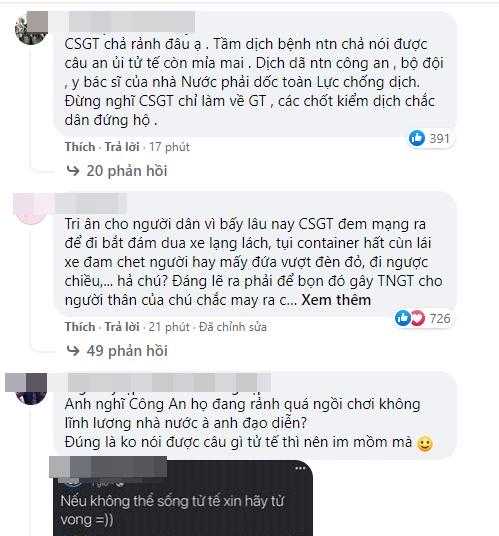 CSGT chả rảnh đâu ạ . Tầm dịch bệnh ntn chả nói được
câu an ủi tử tế còn mỉa mai . Dịch dã ntn công an , bộ đội
, y bác sĩ của nhà Nước phải dốc toàn Lực chống dịch.
Đừng nghĩ CSGT chỉ làm về GT , các chốt kiểm dịch chắc
dân đứng hộ .
391
Thích · Trả lời · 17 phút
20 phản hồi
Tri ân cho người dân vì bấy lâu nay CSGT đem mạng ra
để đi bắt đám dua xe lạng lách, tụi container hất cùn lái
xe đam chet người hay mấy đứa vượt đèn đỏ, đi ngược
chiều,... hả chú? Đáng lẽ ra phải để bọn đó gây TNGT cho
người thân của chú chắc may ra c... Xem thêm
726
Thích · Trả lời · 21 phút · Đã chỉnh sửa
49 phản hồi
Anh nghĩ Công An họ đang rảnh quá ngồi chơi không
lĩnh lương nhà nước à anh đạo diễn?
Đúng là ko nói được câu gì tử tế thì nên im mồm mà 🙂
Nếu không thể sống tử tế xin hãy tử
vong =))